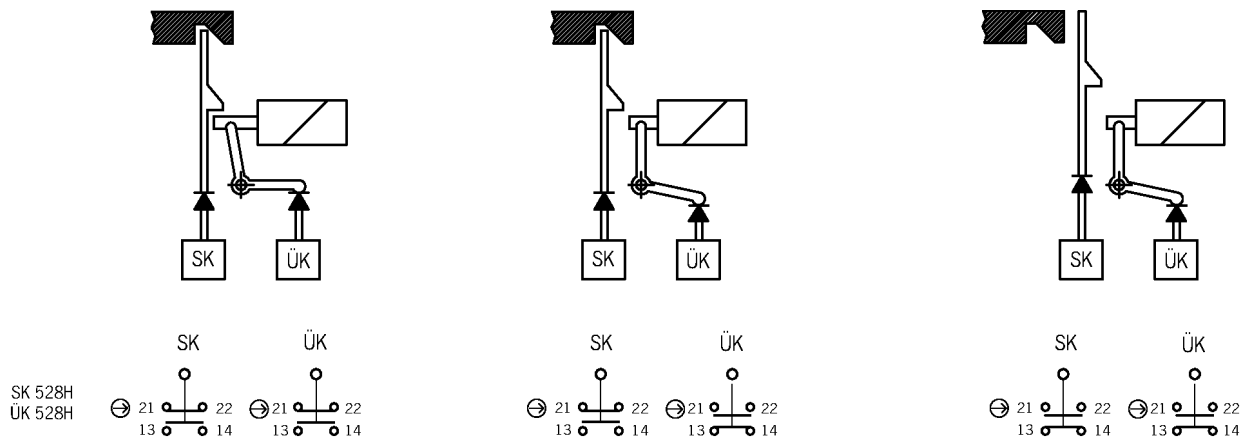 SK ÜK SK ÜK SK ÜK
SK ÜK SK ÜK SK ÜK
SK 528H
ÜK 528H
21 22 21 22 21 22 21 22 21 22 21 22
13 14 13 14 13 14 13 14 13 14 13 14